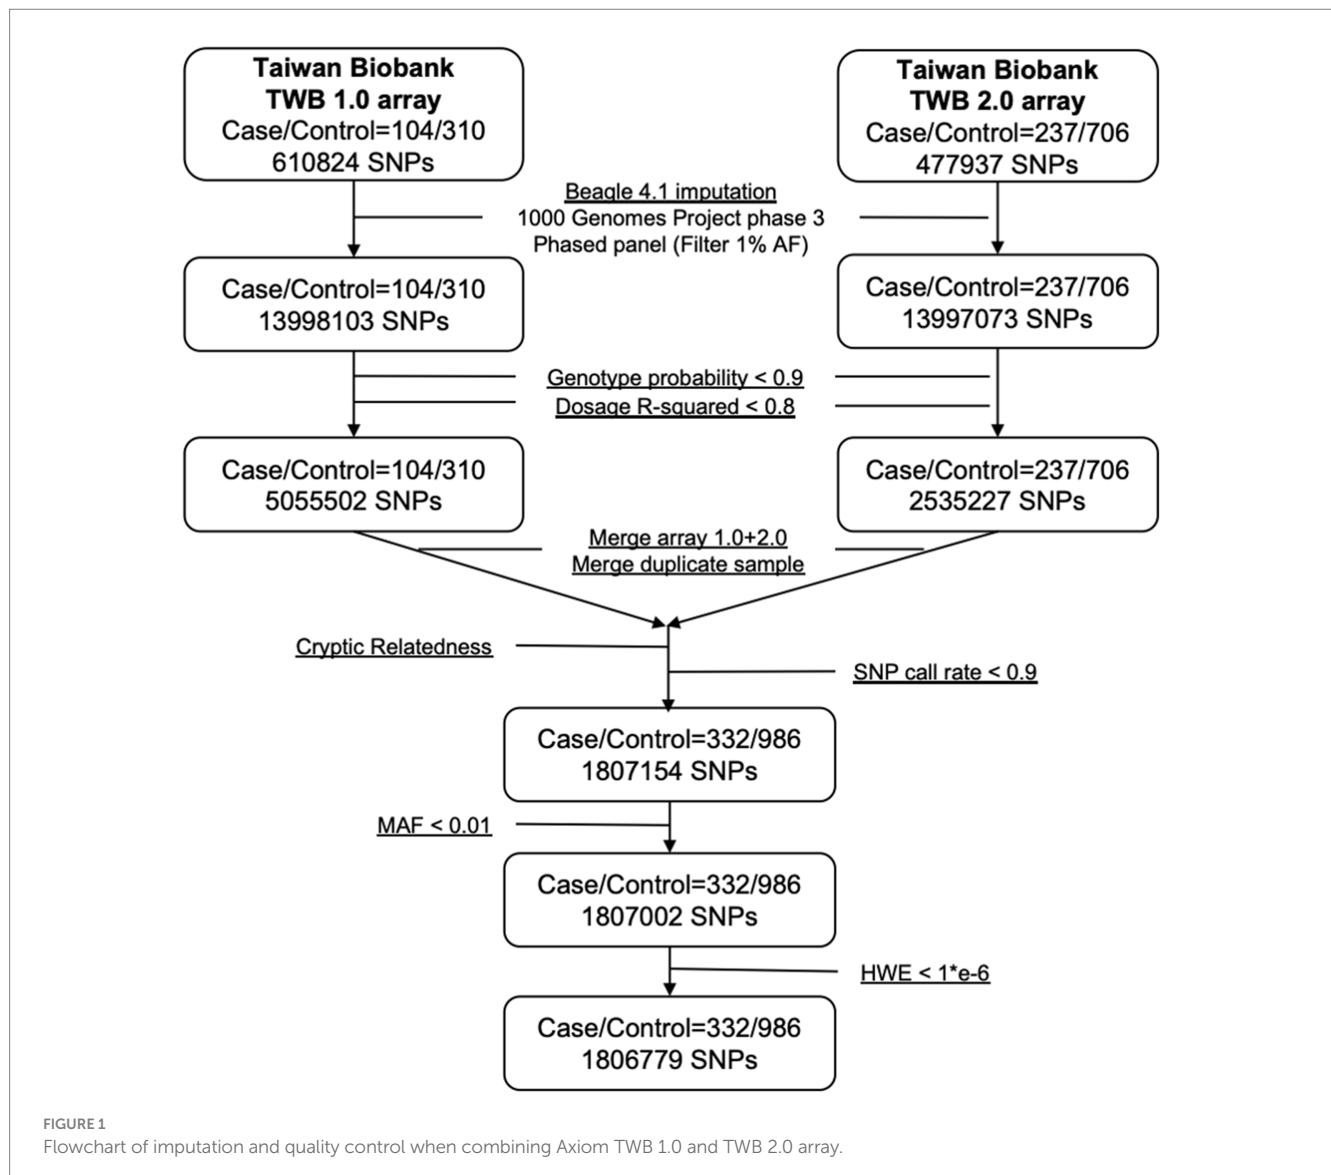 Taiwan Biobank
TWB 1.0 array
Case/Control=104/310
610824 SNPs
Taiwan Biobank
TWB 2.0 array
Case/Control=237/706
477937 SNPs
Beagle 4.1 imputation
1000 Genomes Project phase 3
Phased panel (Filter 1% AF)
Case/Control=104/310
13998103 SNPs
Case/Control=237/706
13997073 SNPs
Genotype probability < 0.9
Dosage R-squared < 0.8
Case/Control=104/310
5055502 SNPs
Case/Control=237/706
2535227 SNPs
Merge array 1.0+2.0
Merge duplicate sample
Cryptic Relatedness
SNP call rate < 0.9
Case/Control=332/986
1807154 SNPs
MAF < 0.01
Case/Control=332/986
1807002 SNPs
HWE < 1*e-6
Case/Control=332/986
1806779 SNPs
FIGURE 1
Flowchart of imputation and quality control when combining Axiom TWB 1.0 and TWB 2.0 array.